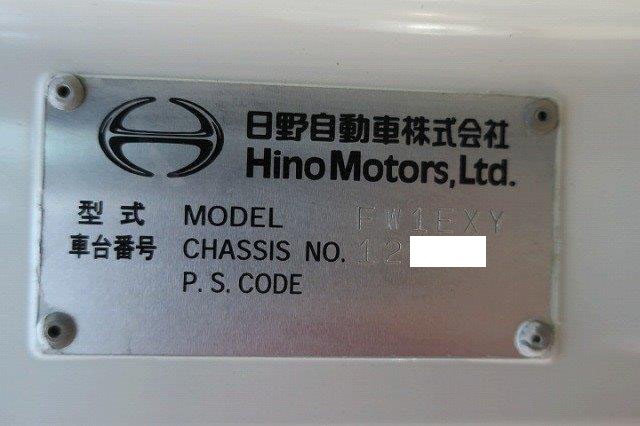 日野自動車株式会社
Hino Motors, Ltd.
型式 MODEL FW1EXY
車台番号 CHASSIS NO. 12
P.S.CODE